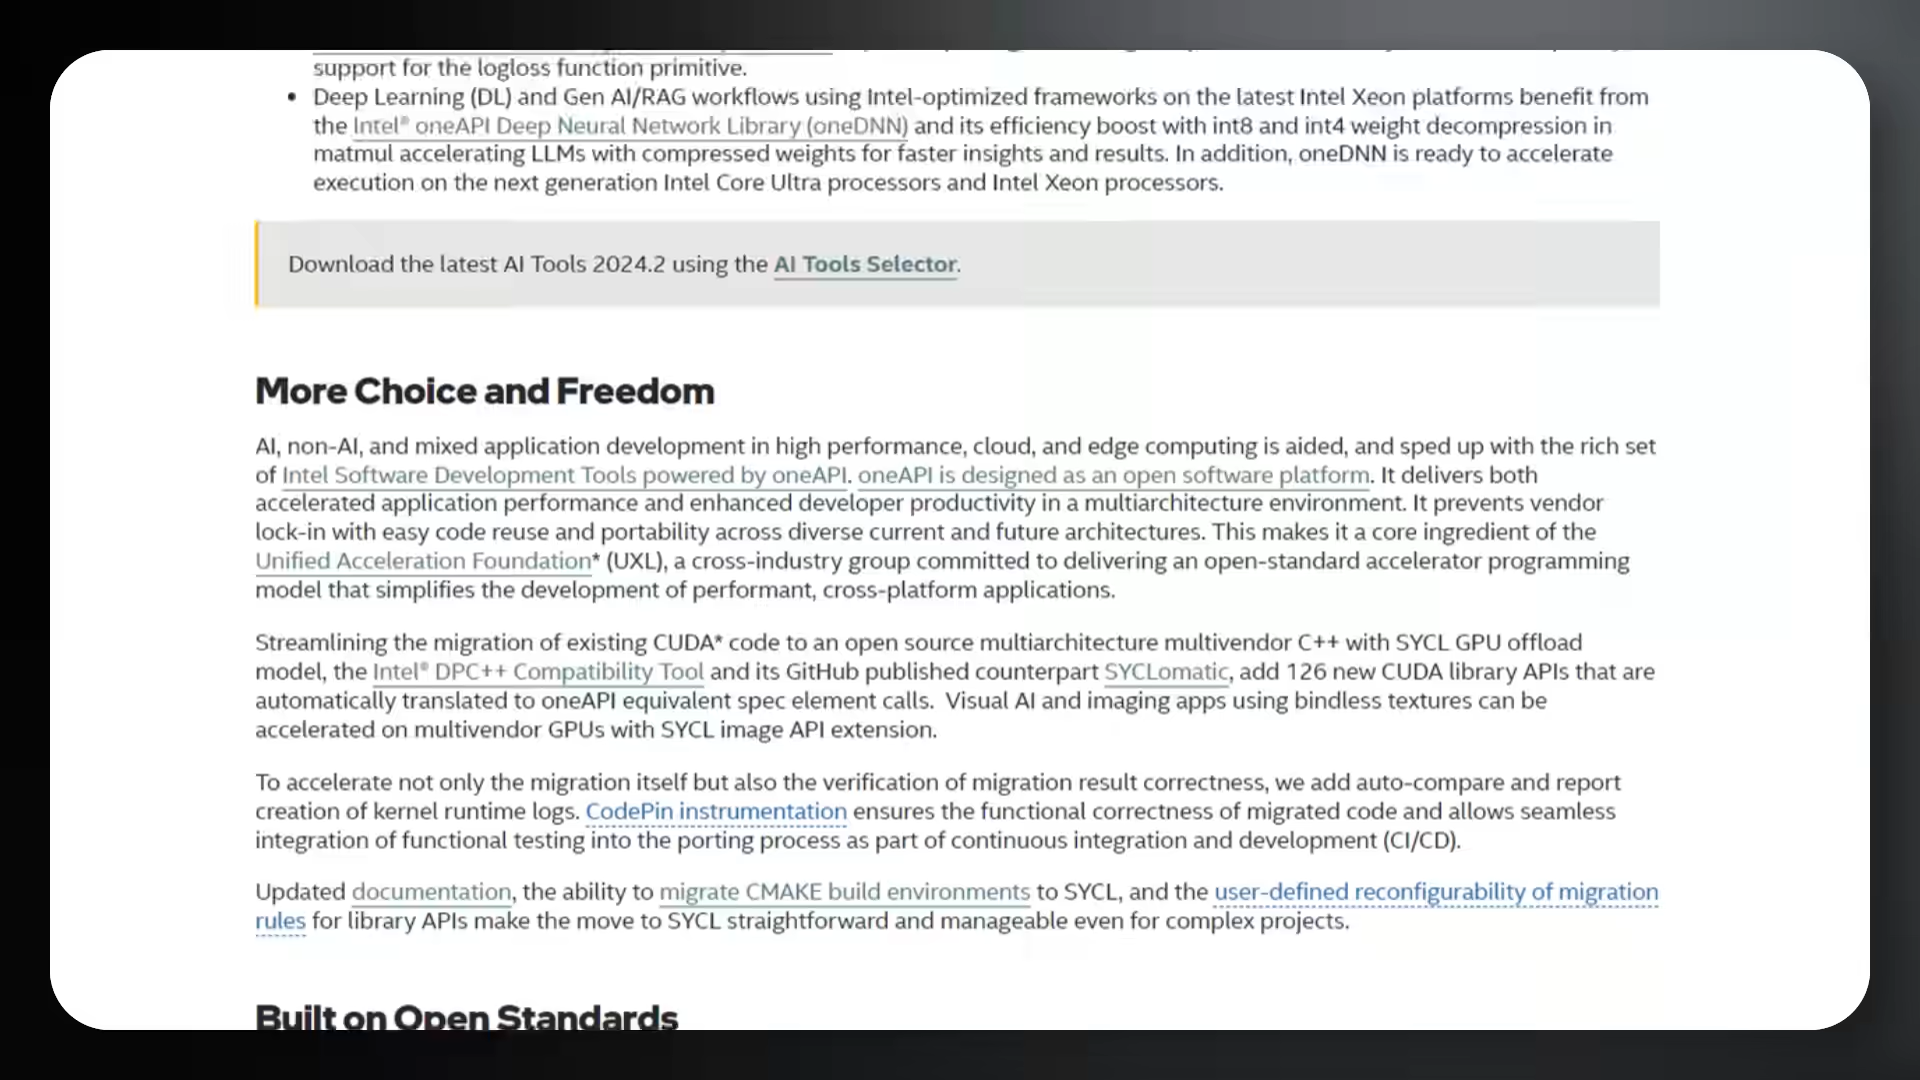 support for the logloss function primitive.
• Deep Learning (DL) and Gen AI/RAG workflows using Intel-optimized frameworks on the latest Intel Xeon platforms benefit from
the Intel® oneAPI Deep Neural Network Library (oneDNN) and its efficiency boost with int8 and int4 weight decompression in
matmul accelerating LLMs with compressed weights for faster insights and results. In addition, oneDNN is ready to accelerate
execution on the next generation Intel Core Ultra processors and Intel Xeon processors.
Download the latest AI Tools 2024.2 using the AI Tools Selector.
More Choice and Freedom
AI, non-AI, and mixed application development in high performance, cloud, and edge computing is aided, and sped up with the rich set
of Intel Software Development Tools powered by oneAPI. oneAPI is designed as an open software platform. It delivers both
accelerated application performance and enhanced developer productivity in a multiarchitecture environment. It prevents vendor
lock-in with easy code reuse and portability across diverse current and future architectures. This makes it a core ingredient of the
Unified Acceleration Foundation* (UXL), a cross-industry group committed to delivering an open-standard accelerator programming
model that simplifies the development of performant, cross-platform applications.
Streamlining the migration of existing CUDA* code to an open source multiarchitecture multivendor C++ with SYCL GPU offload
model, the Intel® DPC++ Compatibility Tool and its GitHub published counterpart SYCLomatic, add 126 new CUDA library APIs that are
automatically translated to oneAPI equivalent spec element calls.  Visual AI and imaging apps using bindless textures can be
accelerated on multivendor GPUs with SYCL image API extension.
To accelerate not only the migration itself but also the verification of migration result correctness, we add auto-compare and report
creation of kernel runtime logs. CodePin instrumentation ensures the functional correctness of migrated code and allows seamless
integration of functional testing into the porting process as part of continuous integration and development (CI/CD).
Updated documentation, the ability to migrate CMAKE build environments to SYCL, and the user-defined reconfigurability of migration
rules for library APIs make the move to SYCL straightforward and manageable even for complex projects.
Built on Open Standards